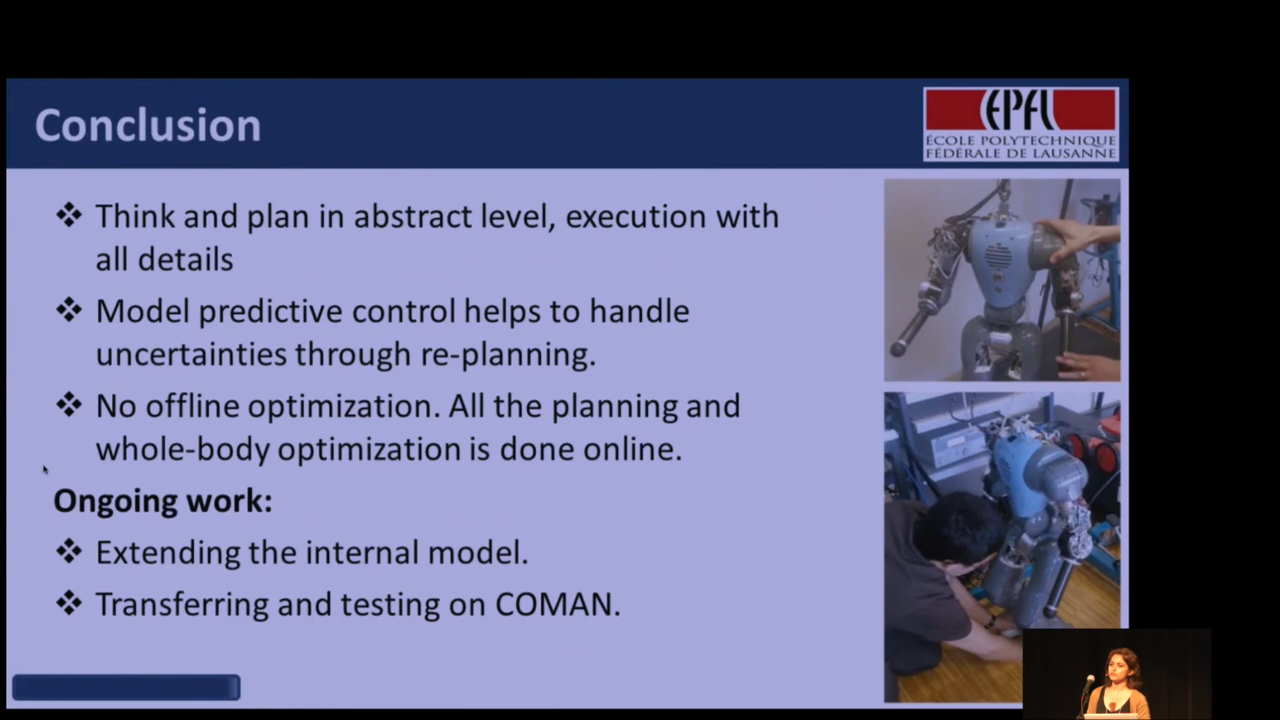 Conclusion
EPFL
ÉCOLE POLYTECHNIQUE
FÉDÉRALE DE LAUSANNE
❖ Think and plan in abstract level, execution with
all details
❖ Model predictive control helps to handle
uncertainties through re-planning.
❖ No offline optimization. All the planning and
whole-body optimization is done online.
Ongoing work:
❖ Extending the internal model.
❖ Transferring and testing on COMAN.